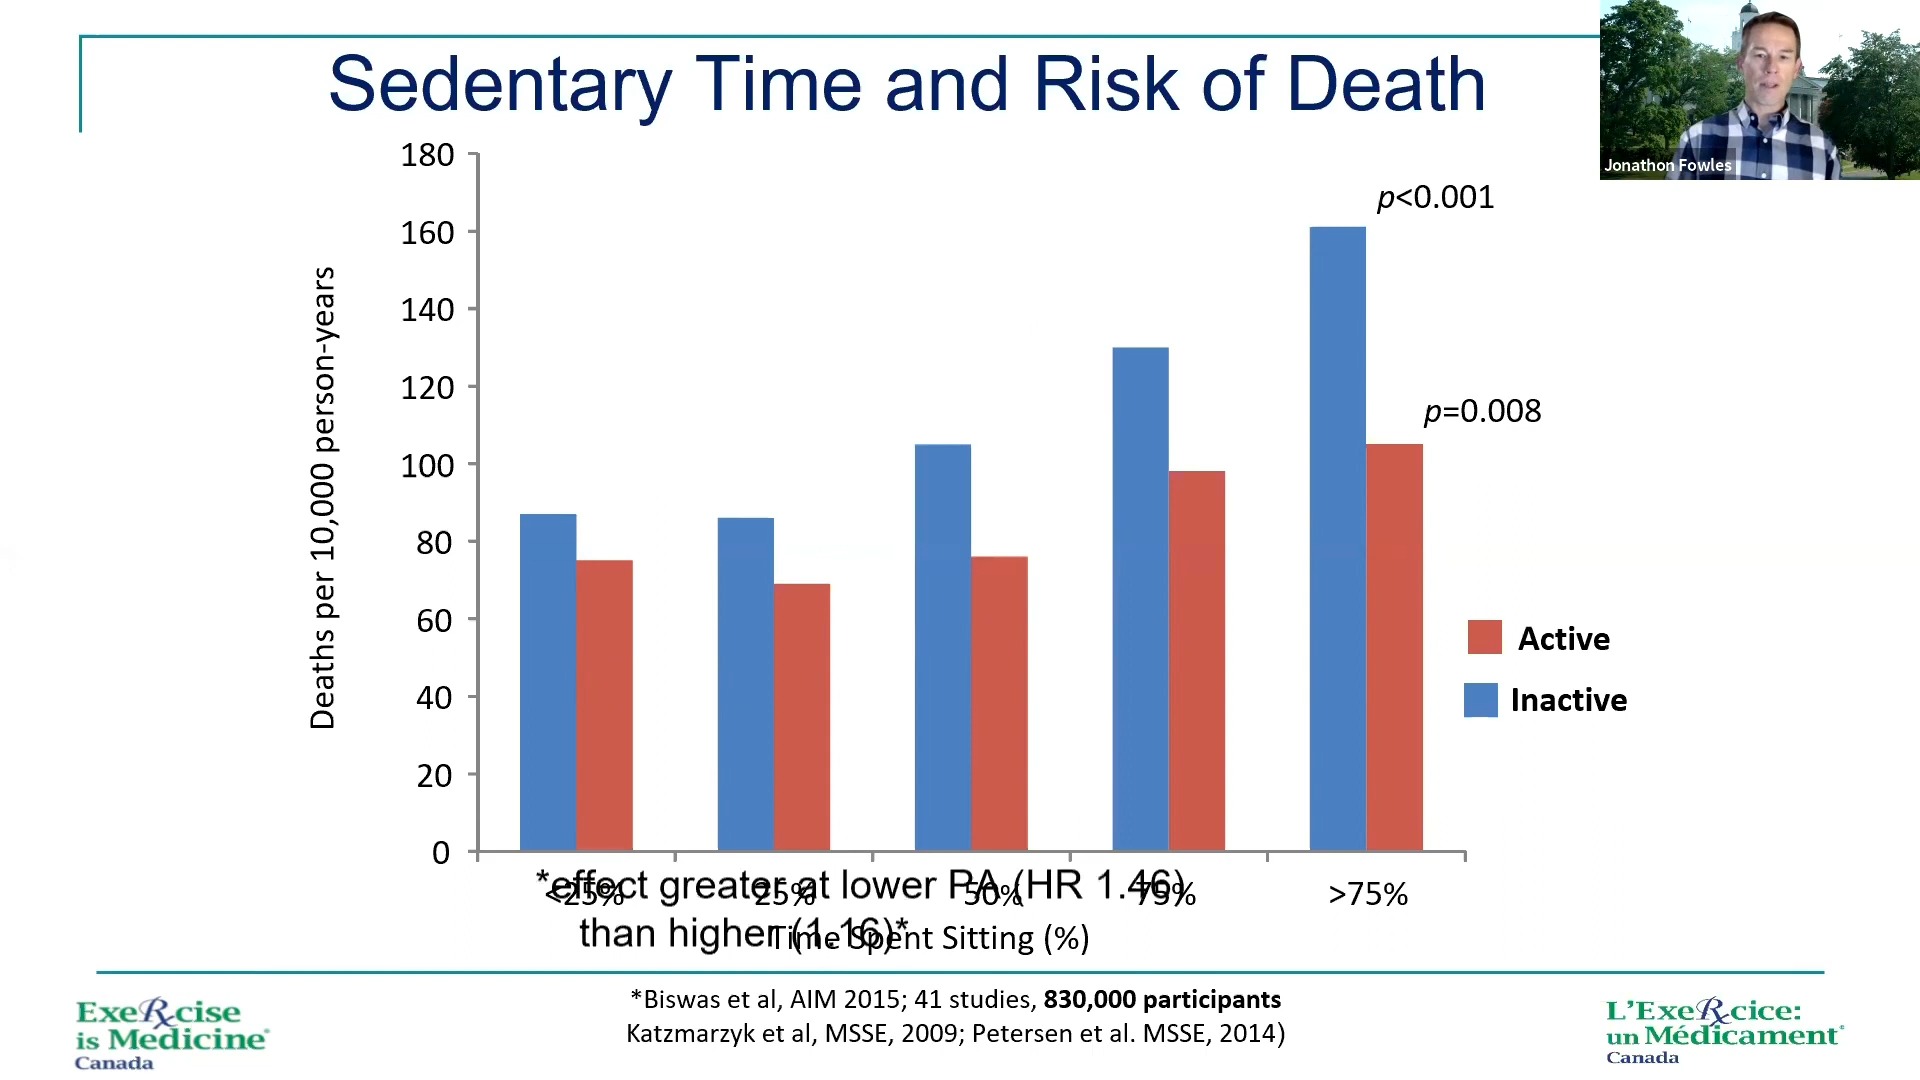 Sedentary Time and Risk of Death
Jonathon Fowles
180
160
140
120
100
80
60
40
20
0
Deaths per 10,000 person-years
p<0.001
p=0.008
Active
Inactive
<25%
25%
50%
75%
>75%
*effect greater at lower PA (HR 1.46)
than higher (1.16)*
Time Spent Sitting (%)
*Biswas et al, AIM 2015; 41 studies, 830,000 participants
Katzmarzyk et al, MSSE, 2009; Petersen et al. MSSE, 2014)
ExeRxcise
is Medicine
Canada
L'ExeRxcice:
un Médicament
Canada